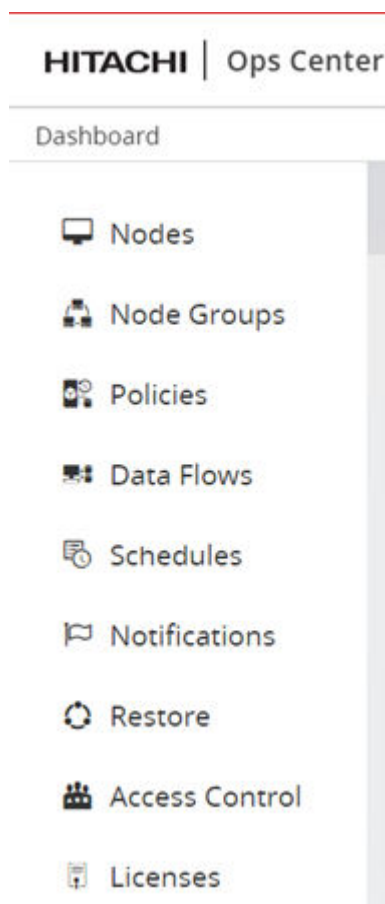 HITACHI | Ops Center
Dashboard
Nodes
Node Groups
Policies
Data Flows
Schedules
Notifications
Restore
Access Control
Licenses